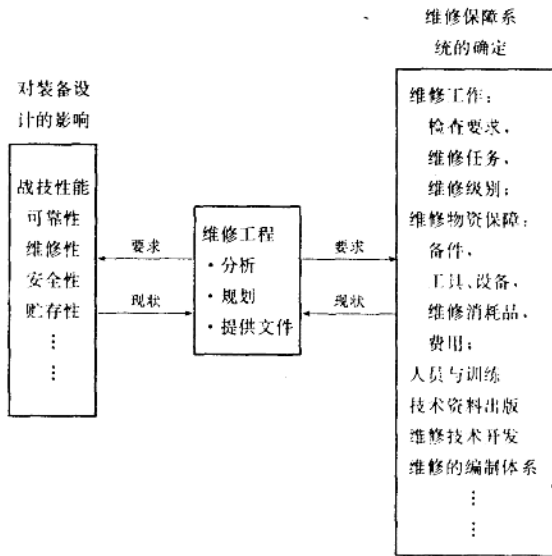 维修保障系
统的确定
对装备设
计的影响
战技性能
可靠性
维修性
安全性
贮存性
⋮
⋮
要求
现状
维修工程
·分析
·规划
·提供文件
要求
现状
维修工作：
检查要求，
维修任务，
维修级别；
维修物资保障：
备件，
工具、设备，
维修消耗品，
费用；
人员与训练
技术资料出版
维修技术开发
维修的编制体系
⋮
⋮